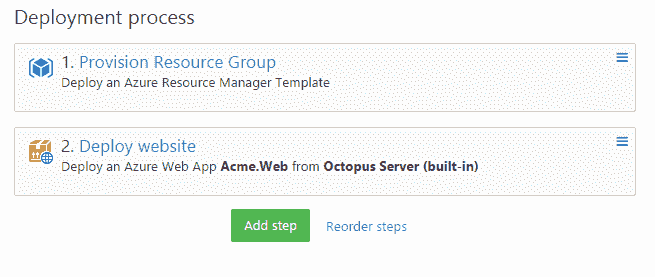 Deployment process
1. Provision Resource Group
Deploy an Azure Resource Manager Template
2. Deploy website
Deploy an Azure Web App Acme.Web from Octopus Server (built-in)
Add step Reorder steps